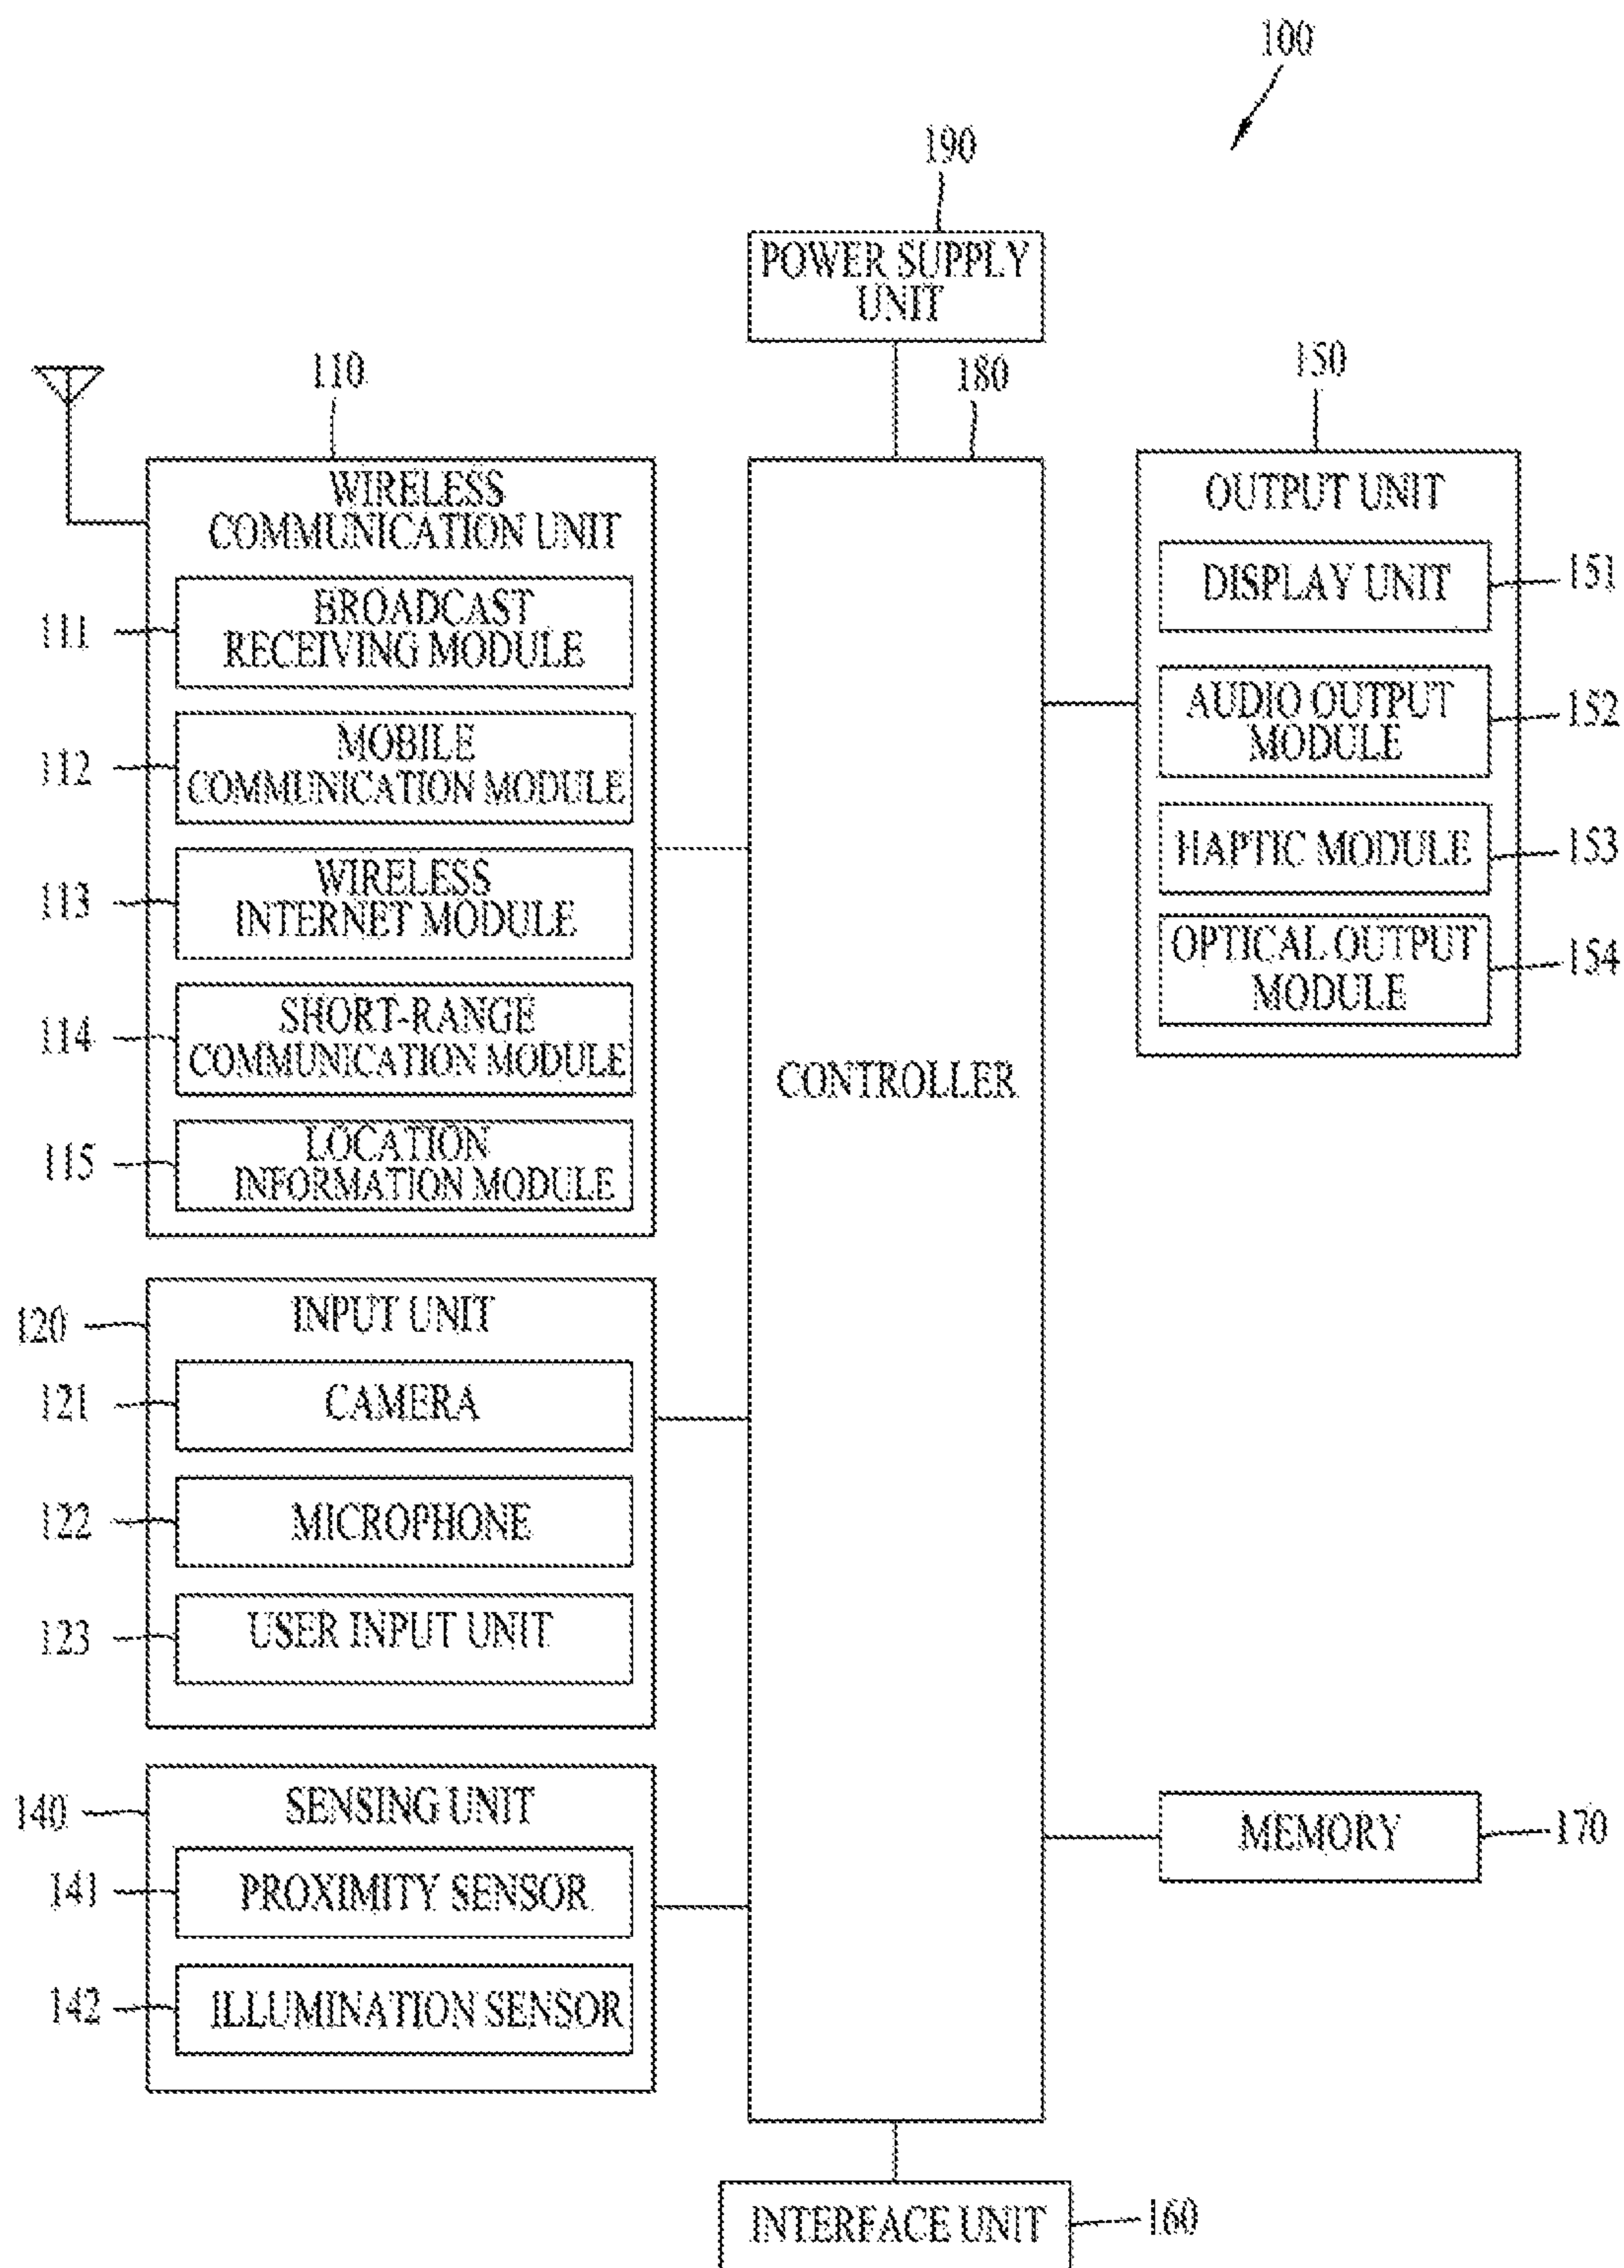 100
190
POWER SUPPLY
UNIT
110
180
150
WIRELESS
COMMUNICATION UNIT
111
BROADCAST
RECEIVING MODULE
112
MOBILE
COMMUNICATION MODULE
113
WIRELESS
INTERNET MODULE
114
SHORT-RANGE
COMMUNICATION MODULE
115
LOCATION
INFORMATION MODULE
120
INPUT UNIT
121
CAMERA
122
MICROPHONE
123
USER INPUT UNIT
140
SENSING UNIT
141
PROXIMITY SENSOR
142
ILLUMINATION SENSOR
CONTROLLER
OUTPUT UNIT
DISPLAY UNIT
151
AUDIO OUTPUT
MODULE
152
HAPTIC MODULE
153
OPTICAL OUTPUT
MODULE
154
MEMORY
170
INTERFACE UNIT
160